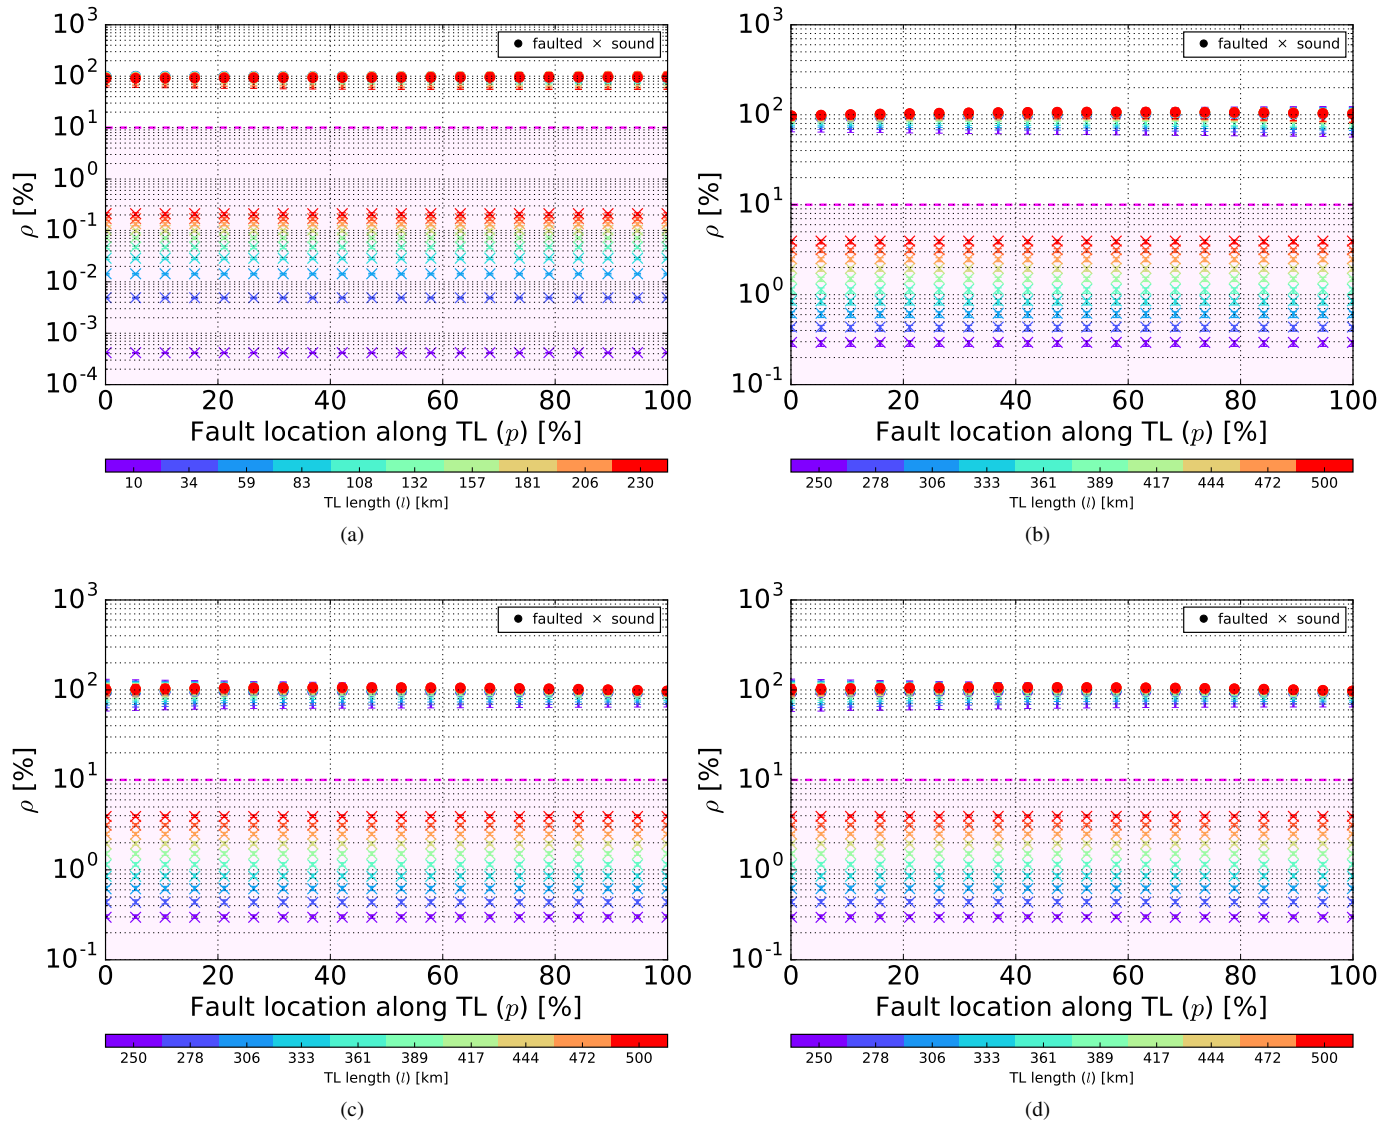 10^3
10^2
10^1
10^0
10^-1
10^-2
10^-3
10^-4
ρ [%]
faulted × sound
0 20 40 60 80 100
Fault location along TL (p) [%]
10 34 59 83 108 132 157 181 206 230
TL length (l) [km]
(a)
10^3
10^2
10^1
10^0
10^-1
ρ [%]
faulted × sound
0 20 40 60 80 100
Fault location along TL (p) [%]
250 278 306 333 361 389 417 444 472 500
TL length (l) [km]
(b)
10^3
10^2
10^1
10^0
10^-1
ρ [%]
faulted × sound
0 20 40 60 80 100
Fault location along TL (p) [%]
250 278 306 333 361 389 417 444 472 500
TL length (l) [km]
(c)
10^3
10^2
10^1
10^0
10^-1
ρ [%]
faulted × sound
0 20 40 60 80 100
Fault location along TL (p) [%]
250 278 306 333 361 389 417 444 472 500
TL length (l) [km]
(d)